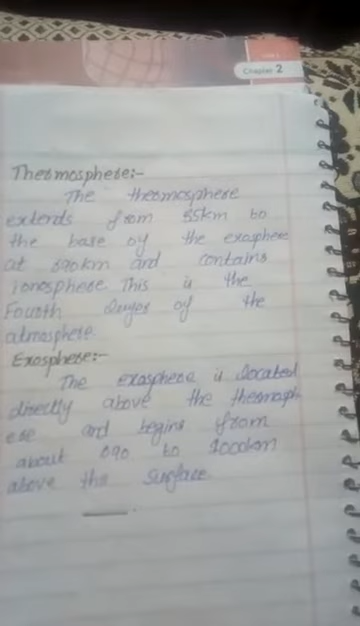 Chapter 2
Thermosphere:-
The thermosphere
extends from 85km to
the base of the exosphere
at 690km and contains
ionosphere This is the
Fourth layer of the
atmosphere.
Exosphere:-
The exosphere is located
directly above the thermosph
ere and begins from
about 690 to 1000km
above the surface.